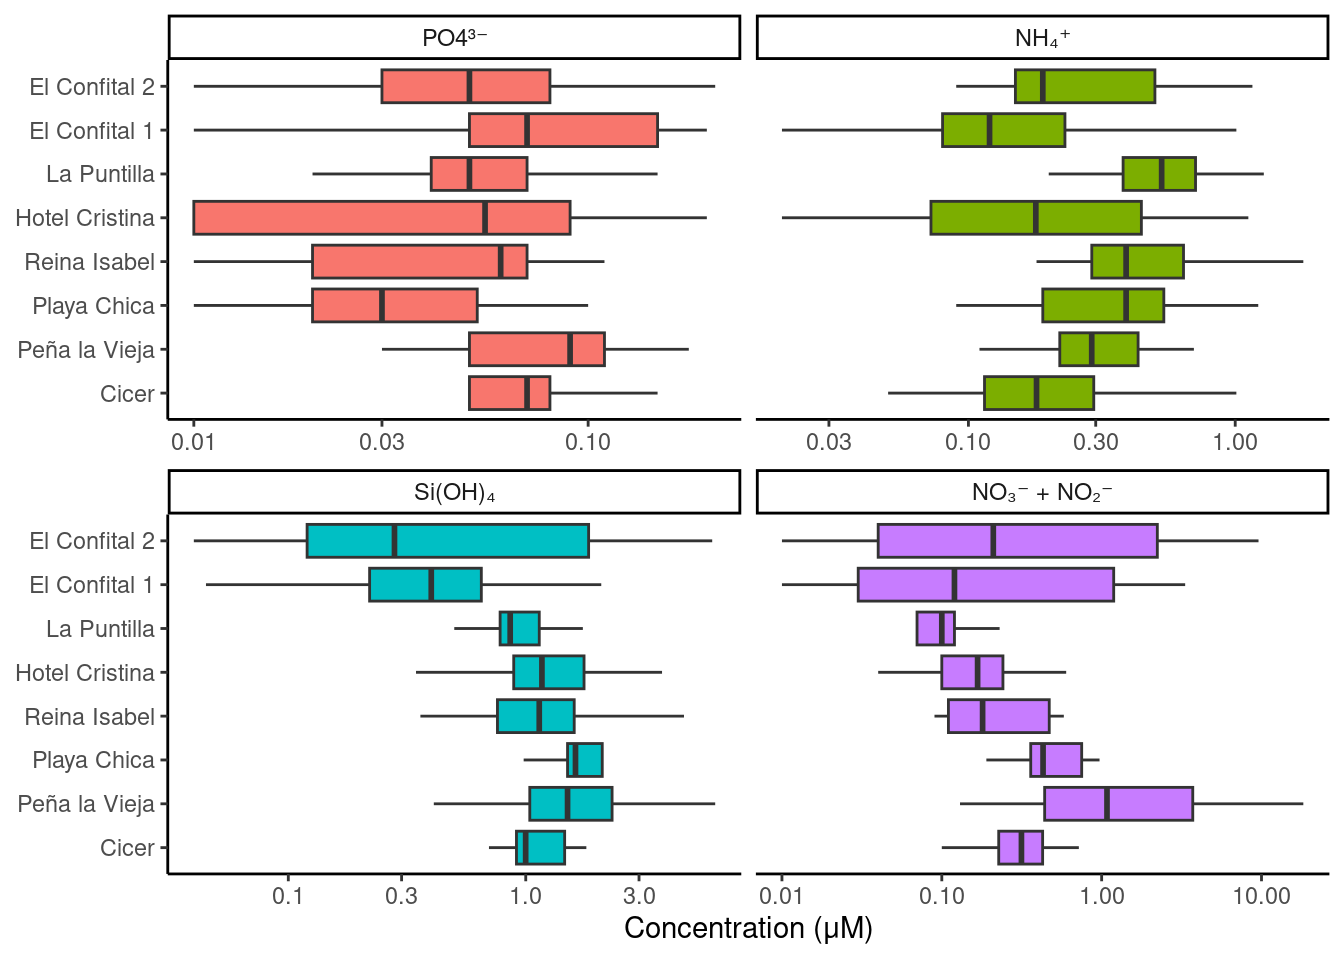 PO4³⁻
NH₄⁺
El Confital 2
El Confital 1
La Puntilla
Hotel Cristina
Reina Isabel
Playa Chica
Peña la Vieja
Cicer
0.01 0.03 0.10
0.03 0.10 0.30 1.00
Si(OH)₄
NO₃⁻ + NO₂⁻
El Confital 2
El Confital 1
La Puntilla
Hotel Cristina
Reina Isabel
Playa Chica
Peña la Vieja
Cicer
0.1 0.3 1.0 3.0
0.01 0.10 1.00 10.00
Concentration (μM)